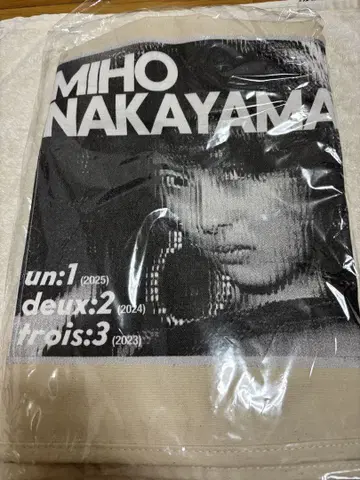 MIHO
NAKAYAMA
un:1 (2025)
deux:2 (2024)
trois:3 (2023)